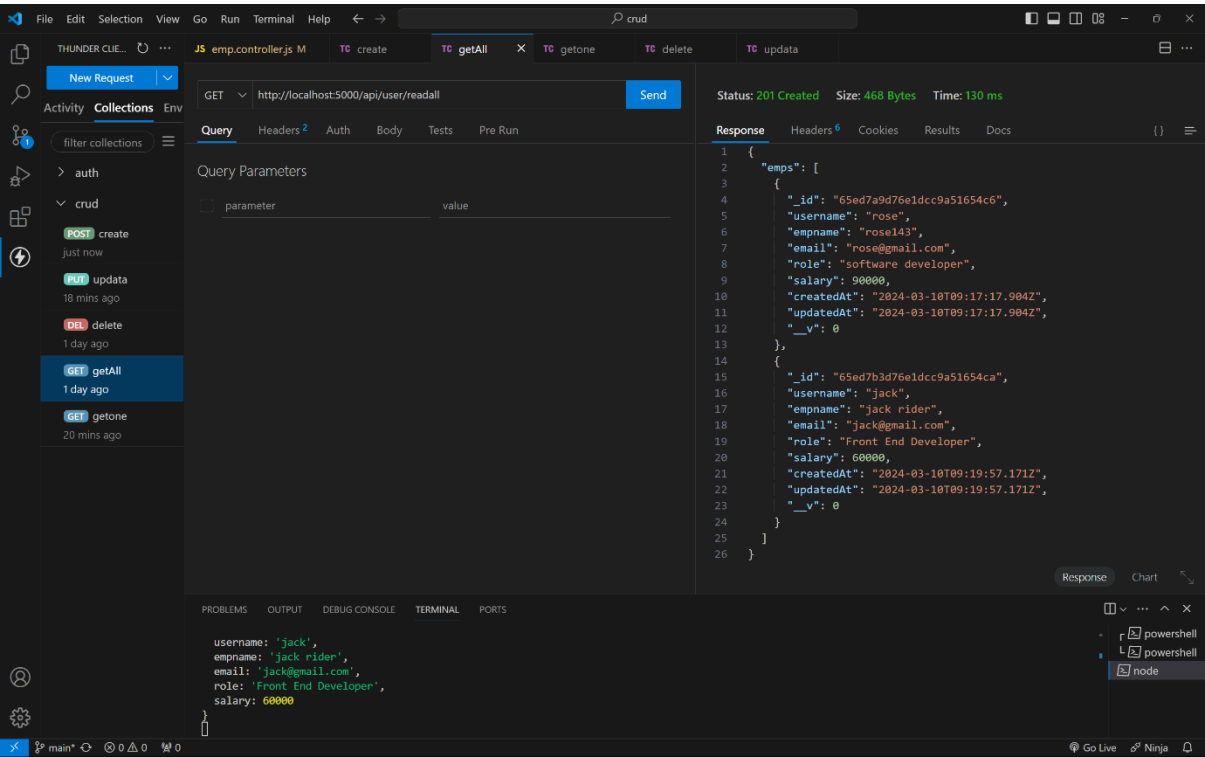 File Edit Selection View Go Run Terminal Help ← → crud
THUNDER CLIE... ···
New Request
Activity Collections Env
filter collections
auth
crud
POST create
just now
PUT updata
18 mins ago
DEL delete
1 day ago
GET getAll
1 day ago
GET getone
20 mins ago
JS emp.controller.js M TC create TC getAll × TC getone TC delete TC updata ···
GET http://localhost:5000/api/user/readall Send
Query Headers 2 Auth Body Tests Pre Run
Query Parameters
parameter value
Status: 201 Created Size: 468 Bytes Time: 130 ms
Response Headers 6 Cookies Results Docs {}
1 {
2 "emps": [
3 {
4 "_id": "65ed7a9d76e1dcc9a51654c6",
5 "username": "rose",
6 "empname": "rose143",
7 "email": "rose@gmail.com",
8 "role": "software developer",
9 "salary": 90000,
10 "createdAt": "2024-03-10T09:17:17.904Z",
11 "updatedAt": "2024-03-10T09:17:17.904Z",
12 "__v": 0
13 },
14 {
15 "_id": "65ed7b3d76e1dcc9a51654ca",
16 "username": "jack",
17 "empname": "jack rider",
18 "email": "jack@gmail.com",
19 "role": "Front End Developer",
20 "salary": 60000,
21 "createdAt": "2024-03-10T09:19:57.171Z",
22 "updatedAt": "2024-03-10T09:19:57.171Z",
23 "__v": 0
24 }
25 ]
26 }
Response Chart
PROBLEMS OUTPUT DEBUG CONSOLE TERMINAL PORTS
username: 'jack',
empname: 'jack rider',
email: 'jack@gmail.com',
role: 'Front End Developer',
salary: 60000
}
powershell
powershell
node
main* 0 0 0 Go Live Ninja